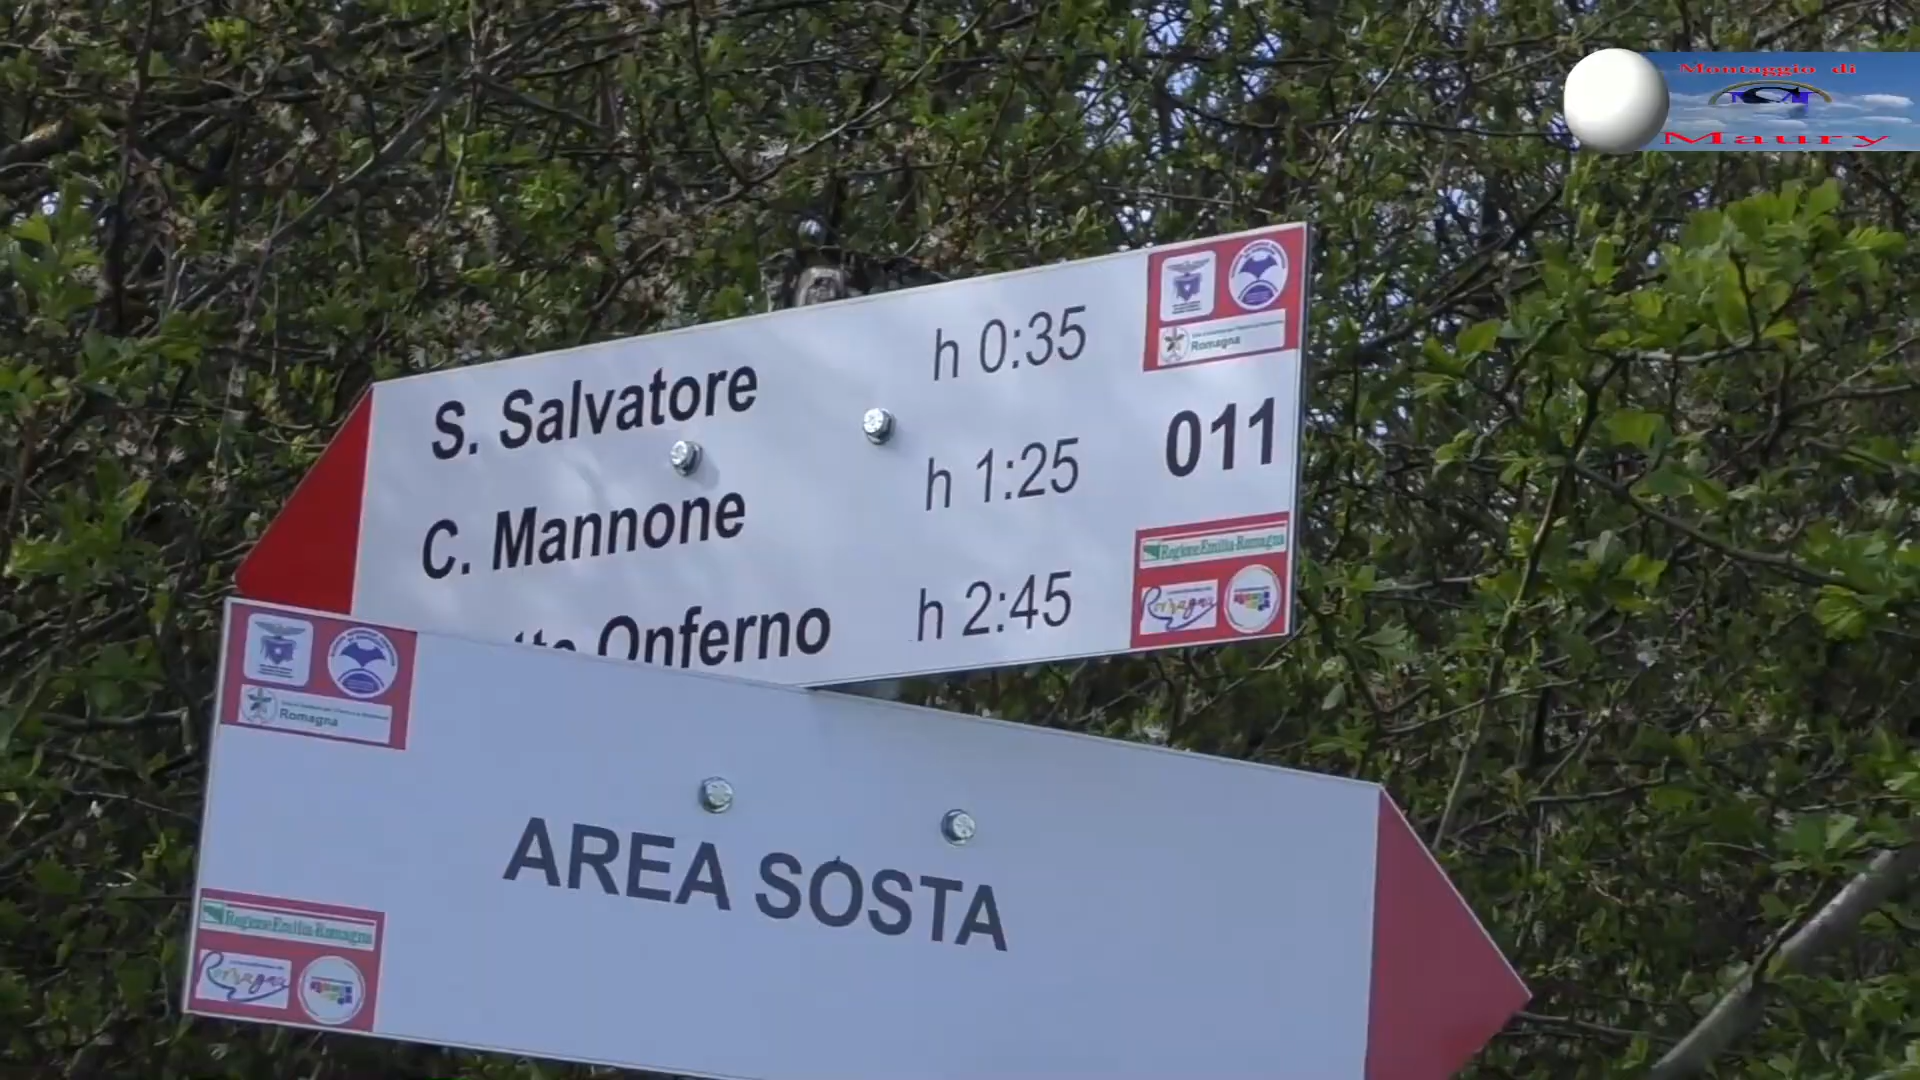 Montaggio di
Maury
S. Salvatore h 0:35
C. Mannone h 1:25
Onferno h 2:45
011
Romagna
Regione Emilia-Romagna
Romagna
AREA SOSTA
Regione Emilia-Romagna